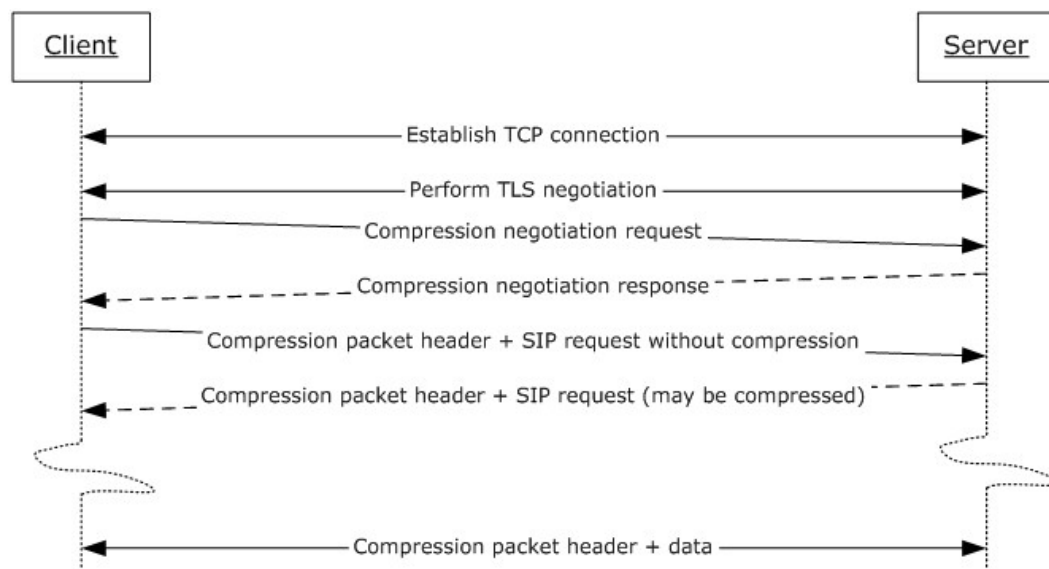 Client
Server
Establish TCP connection
Perform TLS negotiation
Compression negotiation request
Compression negotiation response
Compression packet header + SIP request without compression
Compression packet header + SIP request (may be compressed)
Compression packet header + data